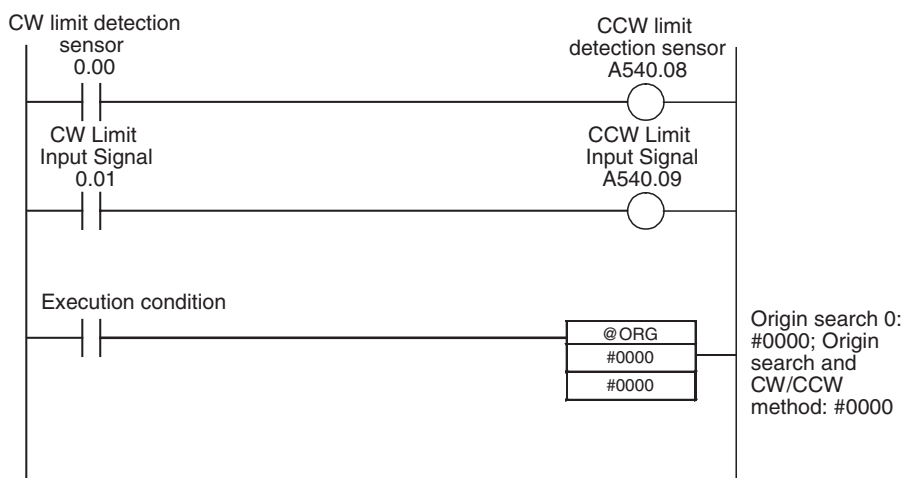 CW limit detection
sensor
0.00
CCW limit
detection sensor
A540.08
CW Limit
Input Signal
0.01
CCW Limit
Input Signal
A540.09
Execution condition
@ORG
#0000
#0000
Origin search 0:
#0000; Origin
search and
CW/CCW
method: #0000